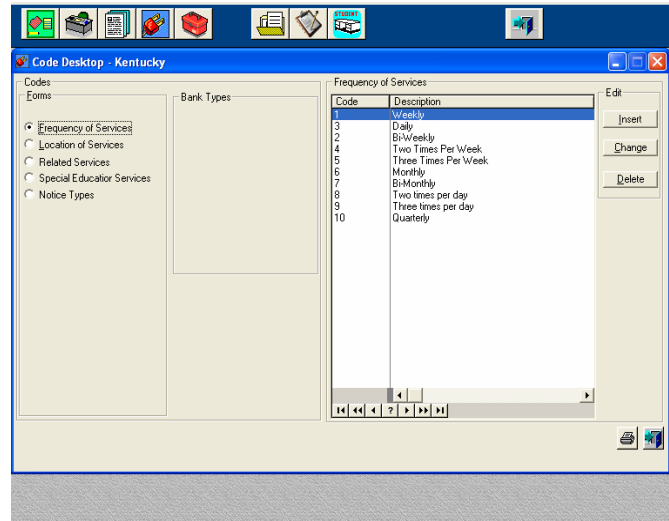 STUDENT
Code Desktop - Kentucky
Codes
Forms
Frequency of Services
Location of Services
Related Services
Special Educatior Services
Notice Types
Bank Types
Frequency of Services
Code Description
1 Weekly
3 Daily
2 Bi-Weekly
4 Two Times Per Week
5 Three Times Per Week
6 Monthly
7 Bi-Monthly
8 Two times per day
9 Three times per day
10 Quarterly
?
Edit
Insert
Change
Delete